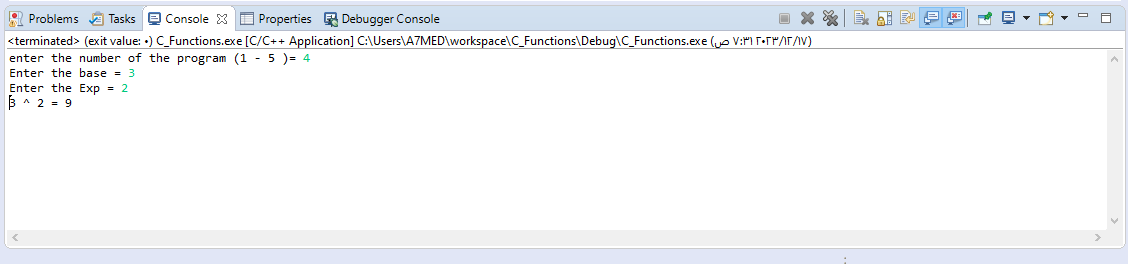 Problems Tasks Console Properties Debugger Console
<terminated> (exit value: ٠) C_Functions.exe [C/C++ Application] C:\Users\A7MED\workspace\C_Functions\Debug\C_Functions.exe (٢٠٢٣/١٢/١٧ ٧:٣١ ص)
enter the number of the program (1 - 5 )= 4
Enter the base = 3
Enter the Exp = 2
3 ^ 2 = 9